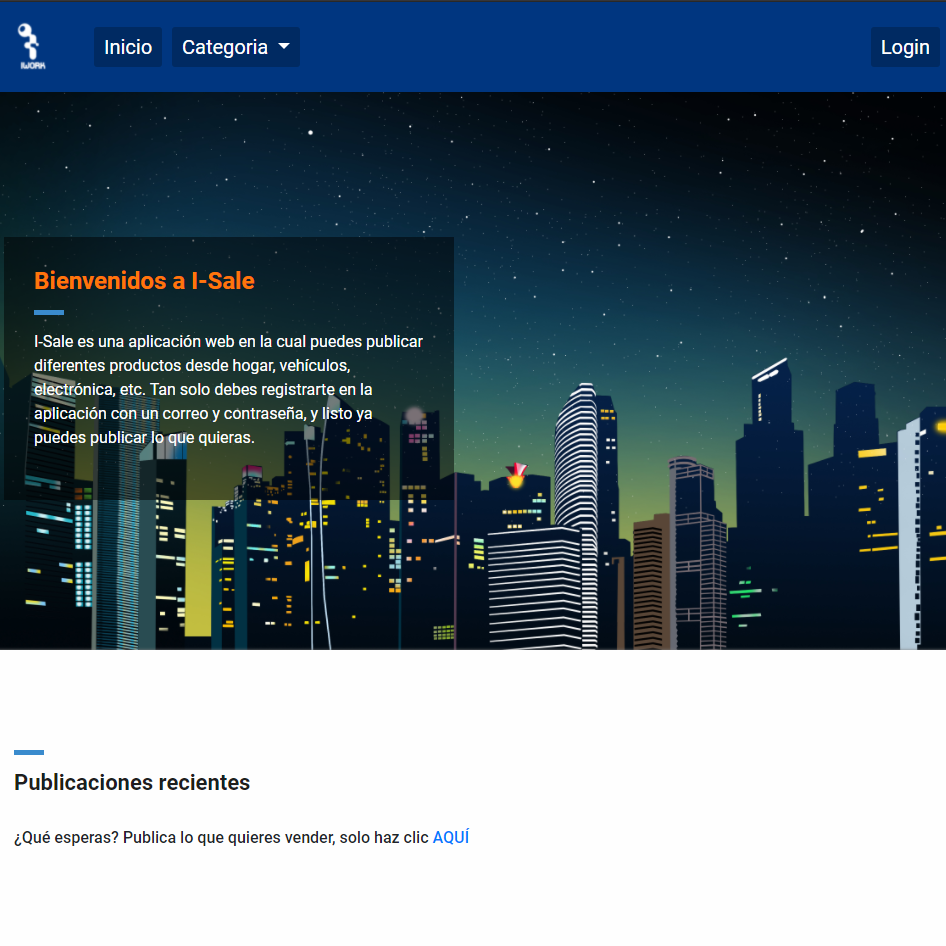 IWORK
Inicio
Categoria
Login
Bienvenidos a I-Sale
I-Sale es una aplicación web en la cual puedes publicar
diferentes productos desde hogar, vehículos,
electrónica, etc. Tan solo debes registrarte en la
aplicación con un correo y contraseña, y listo ya
puedes publicar lo que quieras.
Publicaciones recientes
¿Qué esperas? Publica lo que quieres vender, solo haz clic AQUÍ